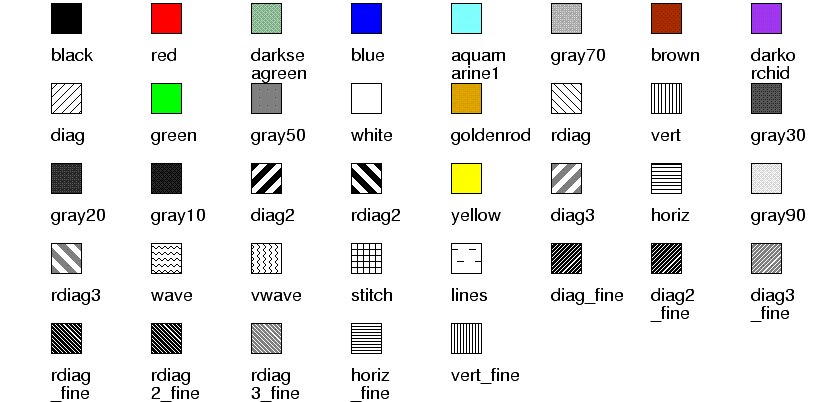 black red darkse blue aquam gray70 brown darko
agreen arine1 rchid
diag green gray50 white goldenrod rdiag vert gray30
gray20 gray10 diag2 rdiag2 yellow diag3 horiz gray90
rdiag3 wave vwave stitch lines diag_fine diag2 diag3
_fine _fine
rdiag rdiag rdiag horiz vert_fine
_fine 2_fine 3_fine _fine